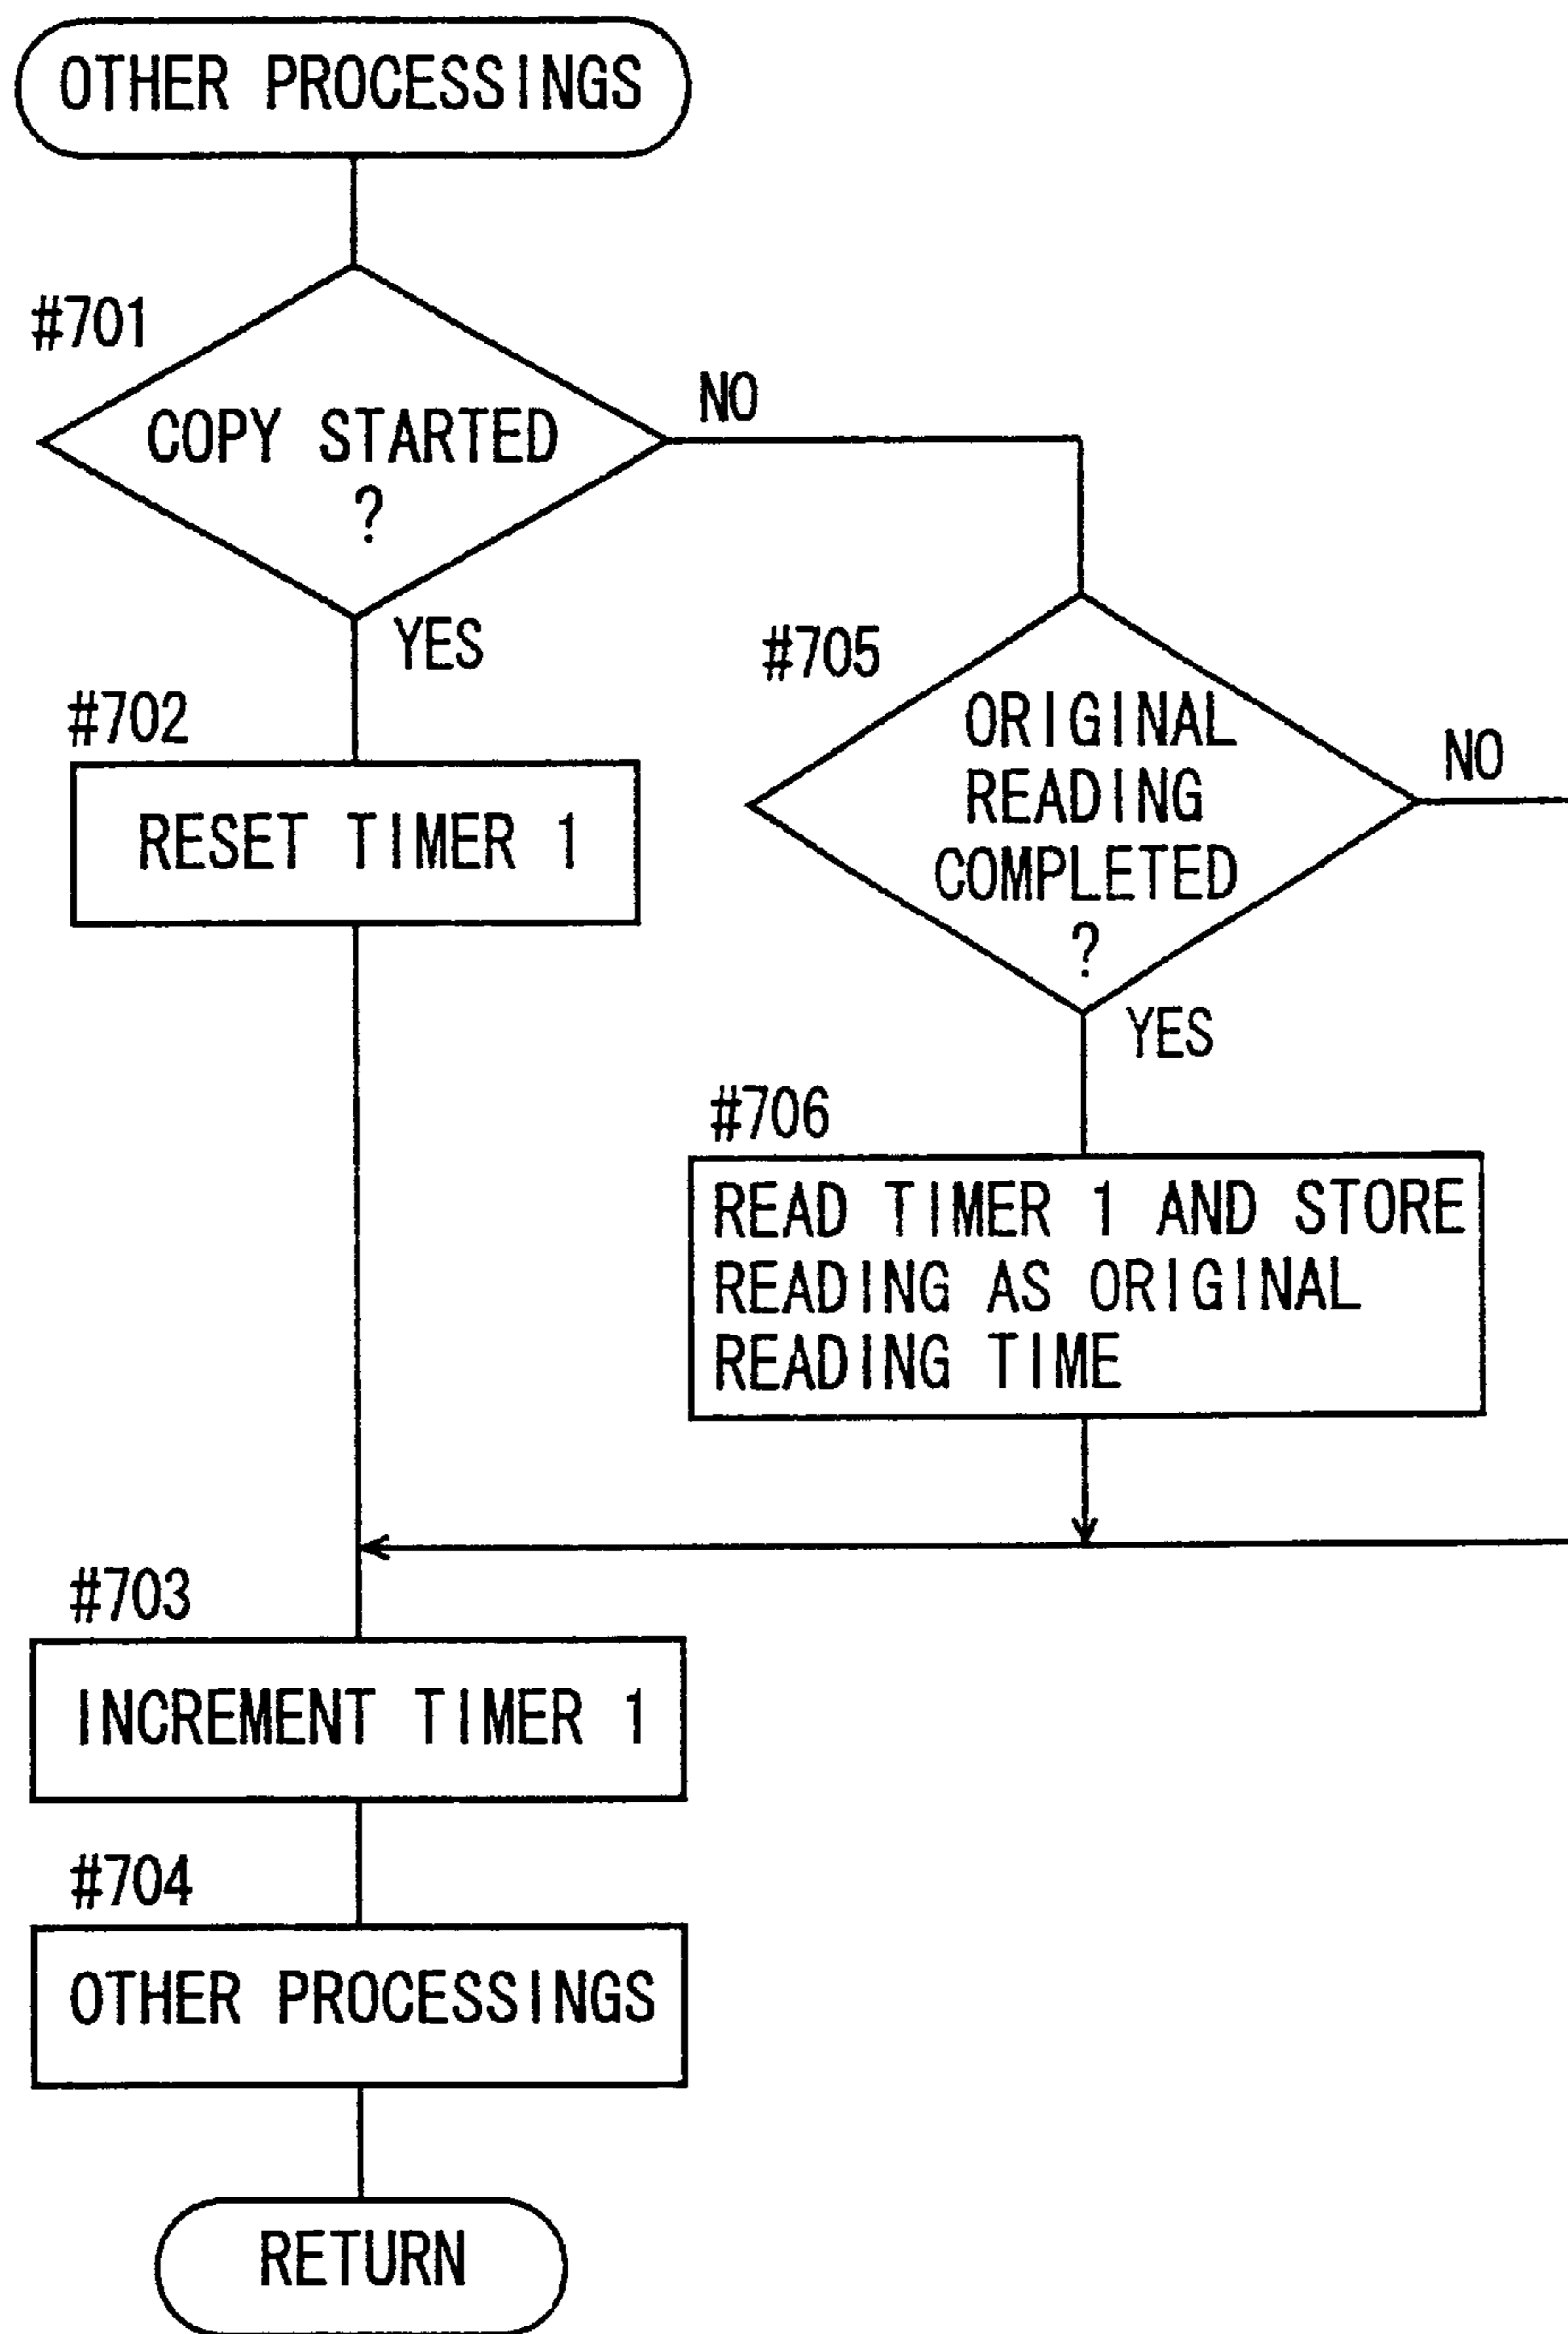 OTHER PROCESSINGS
#701
COPY STARTED
?
NO
YES
#702
RESET TIMER 1
#705
ORIGINAL
READING
COMPLETED
?
NO
YES
#706
READ TIMER 1 AND STORE
READING AS ORIGINAL
READING TIME
#703
INCREMENT TIMER 1
#704
OTHER PROCESSINGS
RETURN